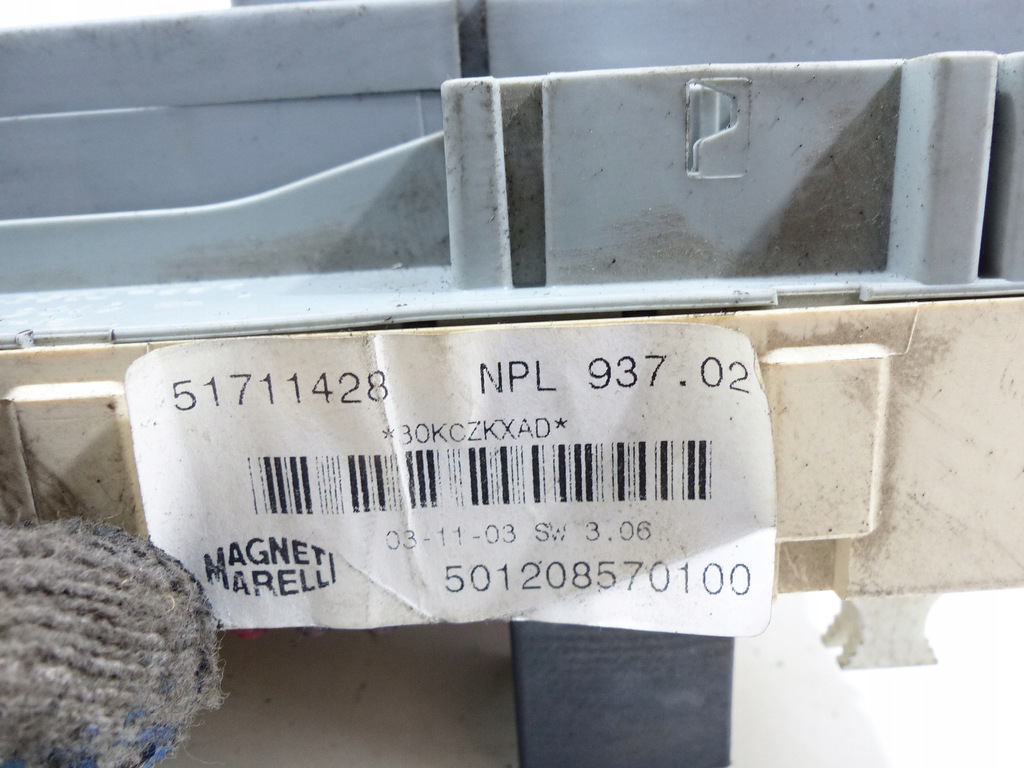 51711428 NPL 937.02
*30KCZKXAD*
03-11-03 SW 3.06
MAGNETI
MARELLI
501208570100